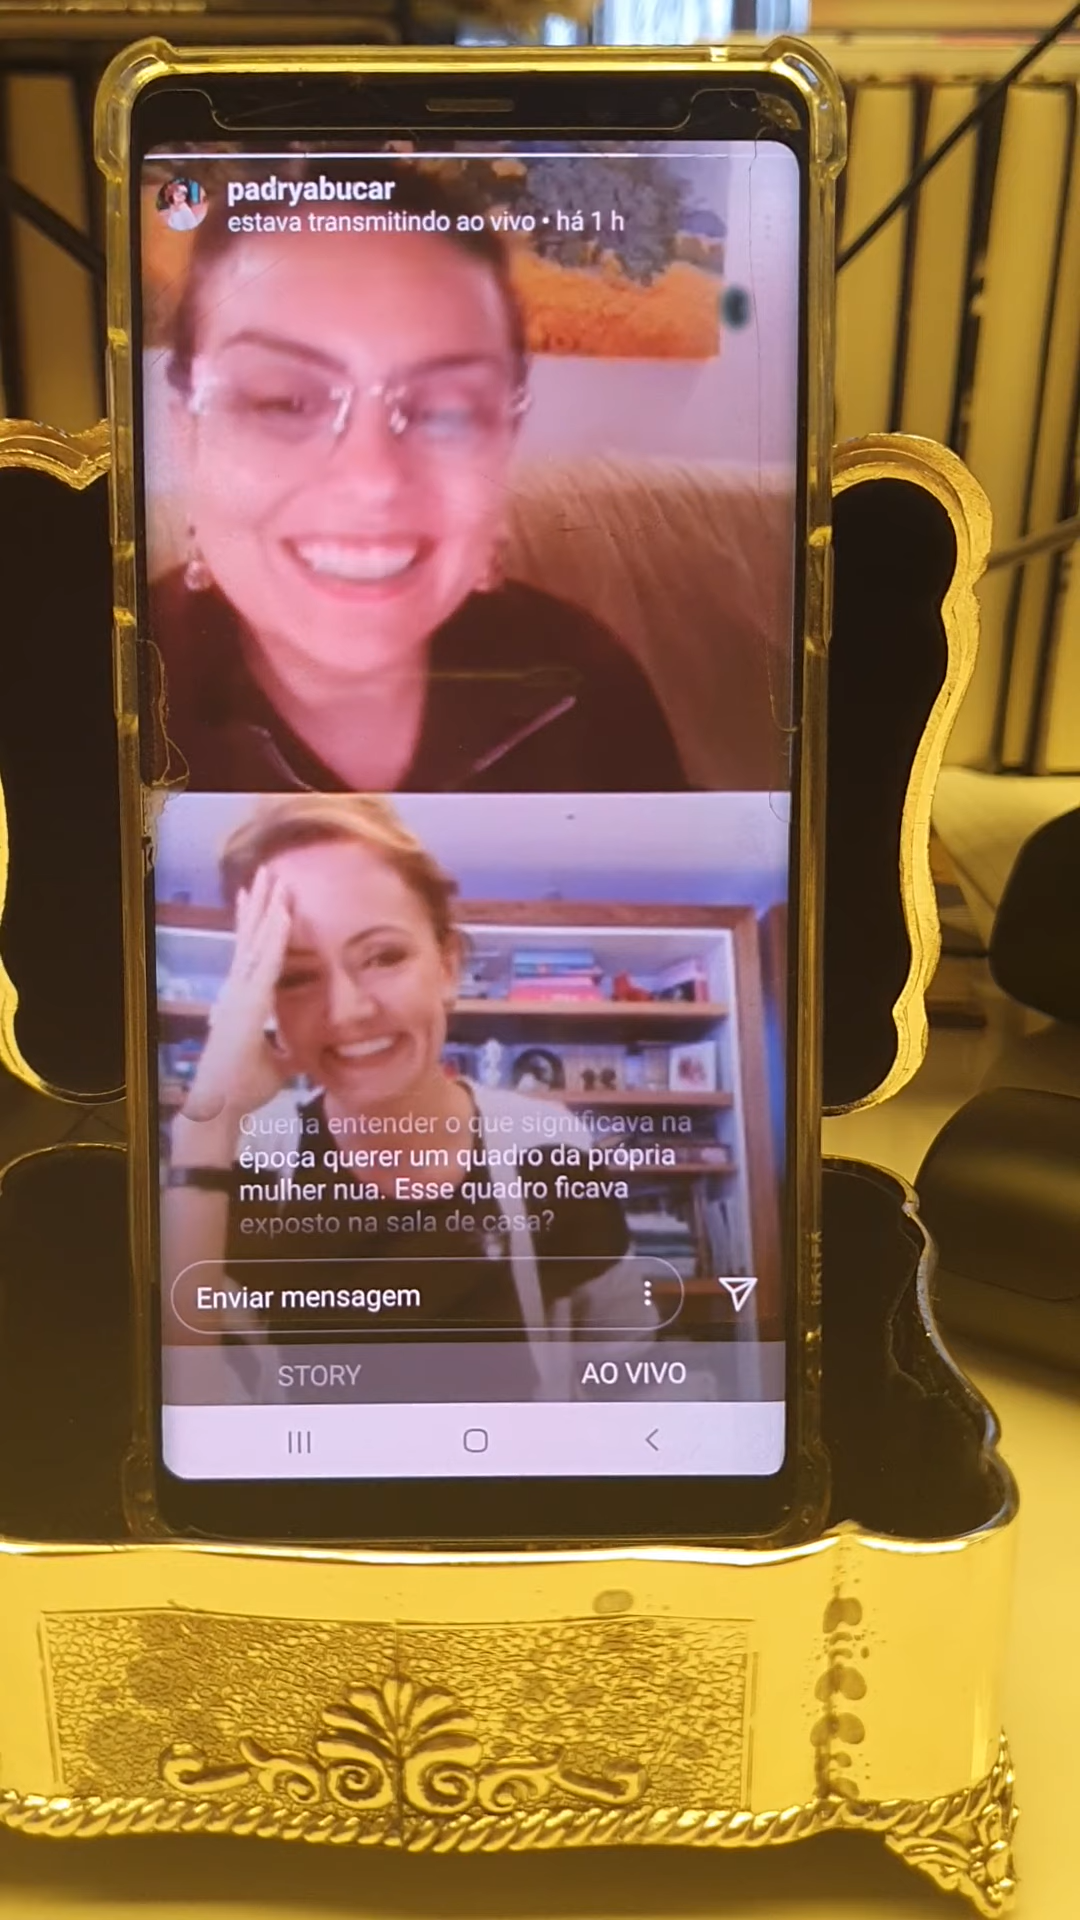 padryabucar
estava transmitindo ao vivo • há 1 h
Queria entender o que significava na
época querer um quadro da própria
mulher nua. Esse quadro ficava
exposto na sala de casa?
Enviar mensagem
STORY
AO VIVO